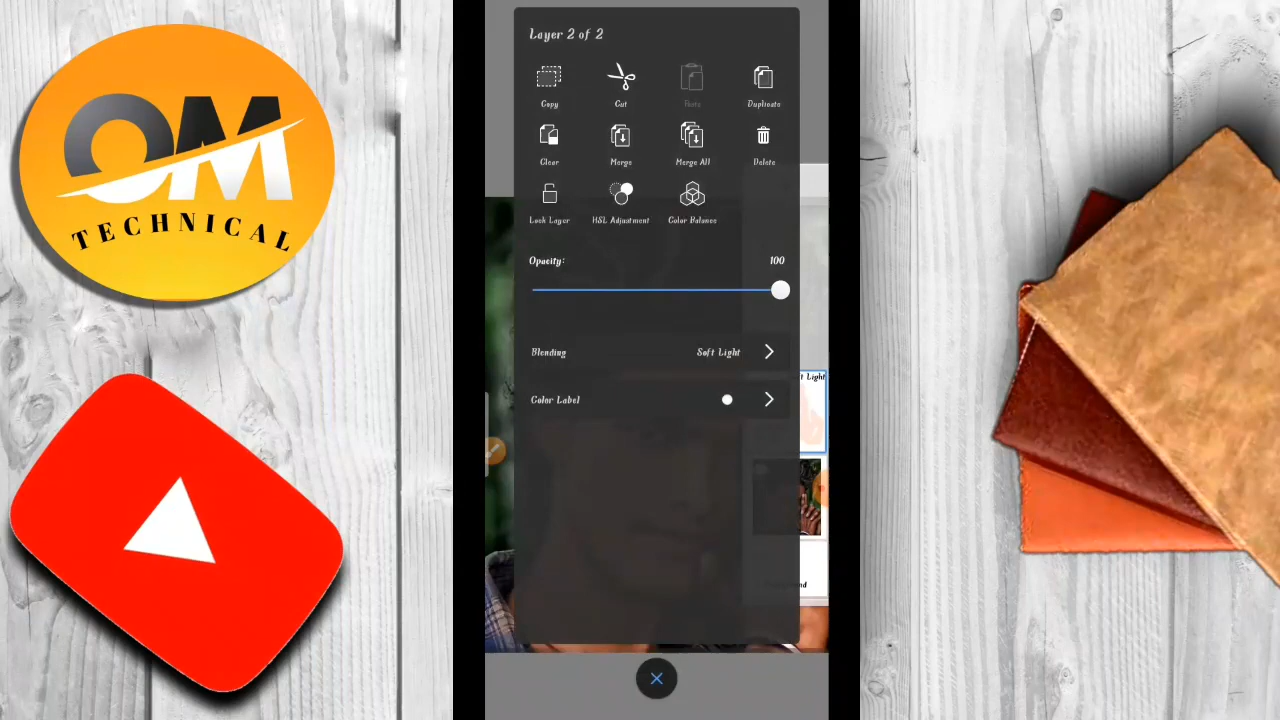 OM
TECHNICAL
Layer 2 of 2
Copy
Cut
Paste
Duplicate
Clear
Merge
Merge All
Delete
Lock Layer
HSL Adjustment
Color Balance
Opacity:
100
Blending
Soft Light
t Light
Color Label